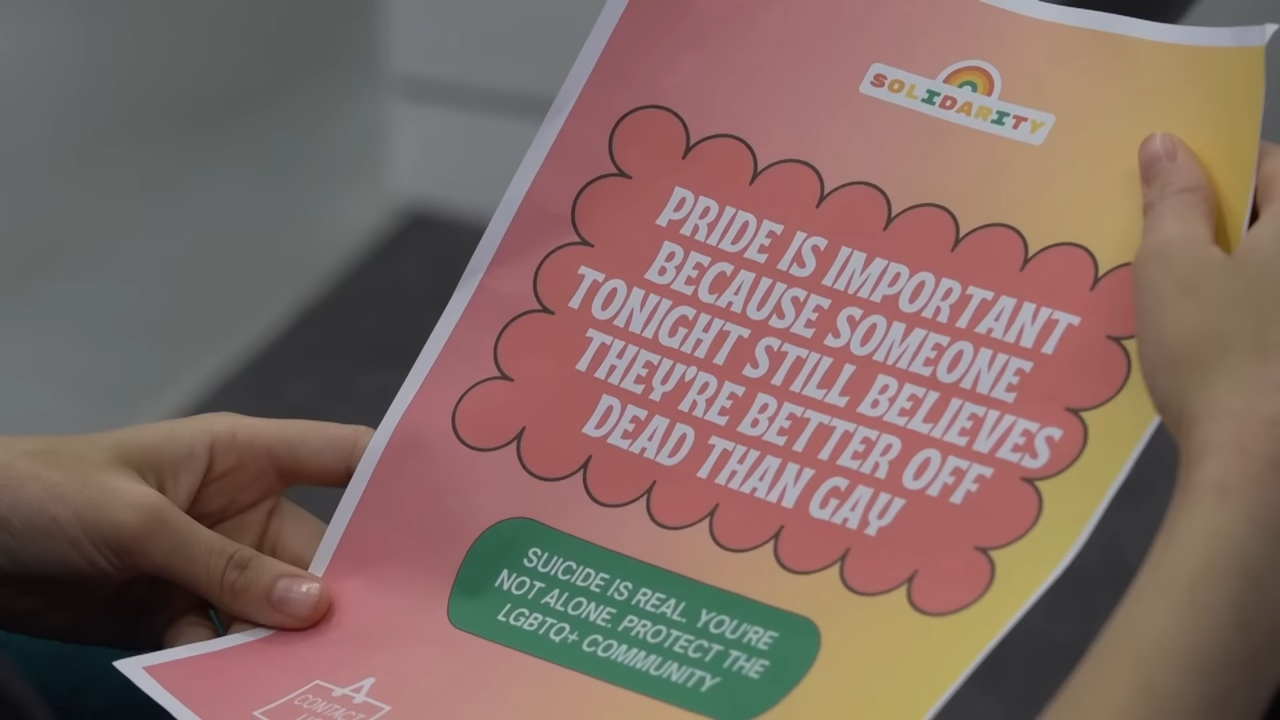 SOLIDARITY
PRIDE IS IMPORTANT
BECAUSE SOMEONE
TONIGHT STILL BELIEVES
THEY'RE BETTER OFF
DEAD THAN GAY
SUICIDE IS REAL. YOU'RE
NOT ALONE. PROTECT THE
LGBTQ+ COMMUNITY
CONTACT